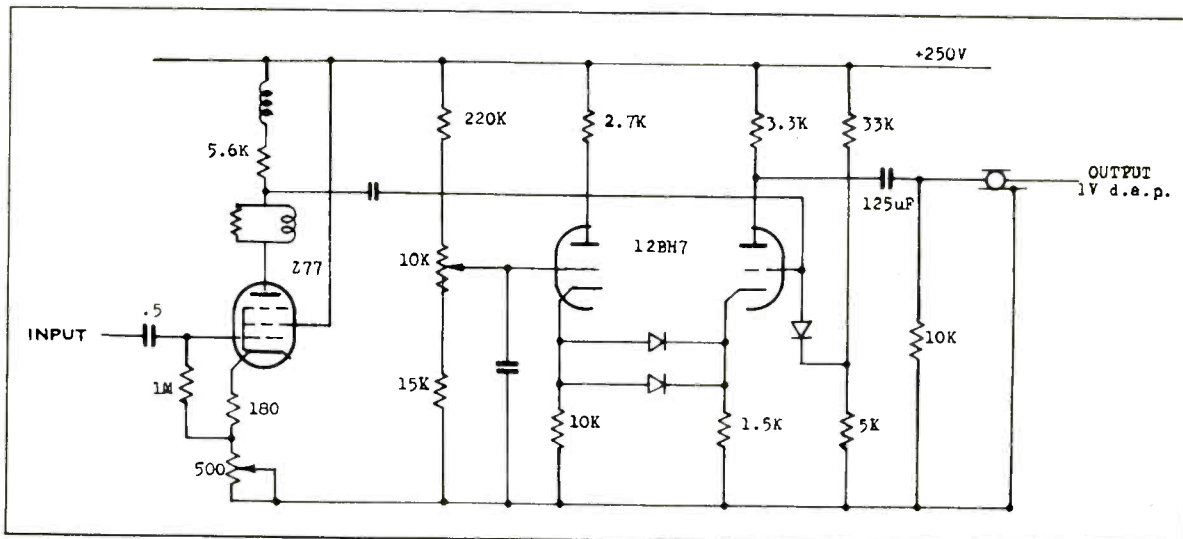 +250V
220K
2.7K
3.3K
33K
5.6K
OUTPUT
1V d.a.p.
125uF
12BH7
Z77
10K
.5
INPUT
1M
15K
180
10K
1.5K
5K
10K
500